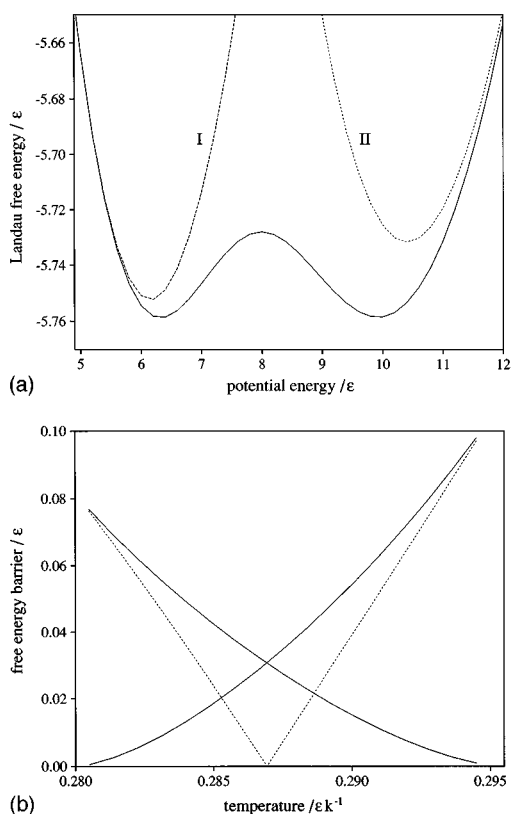 -5.66
-5.68
-5.70
-5.72
-5.74
-5.76
Landau free energy / ε
I
II
5 6 7 8 9 10 11 12
potential energy /ε
(a)
0.10
0.08
0.06
0.04
0.02
0.00
free energy barrier / ε
0.280 0.285 0.290 0.295
temperature /εk⁻¹
(b)